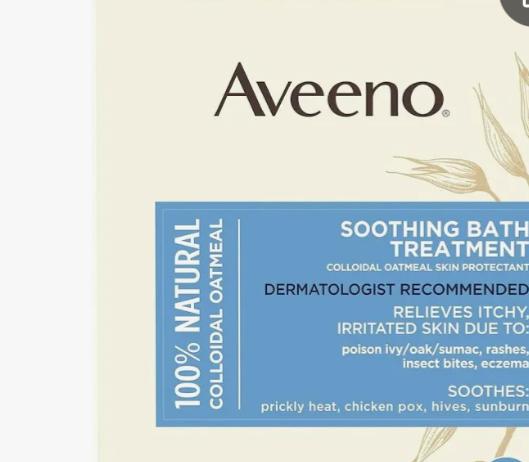 Aveeno®
100% NATURAL
COLLOIDAL OATMEAL
SOOTHING BATH
TREATMENT
COLLOIDAL OATMEAL SKIN PROTECTANT
DERMATOLOGIST RECOMMENDED
RELIEVES ITCHY,
IRRITATED SKIN DUE TO:
poison ivy/oak/sumac, rashes,
insect bites, eczema
SOOTHES:
prickly heat, chicken pox, hives, sunburn